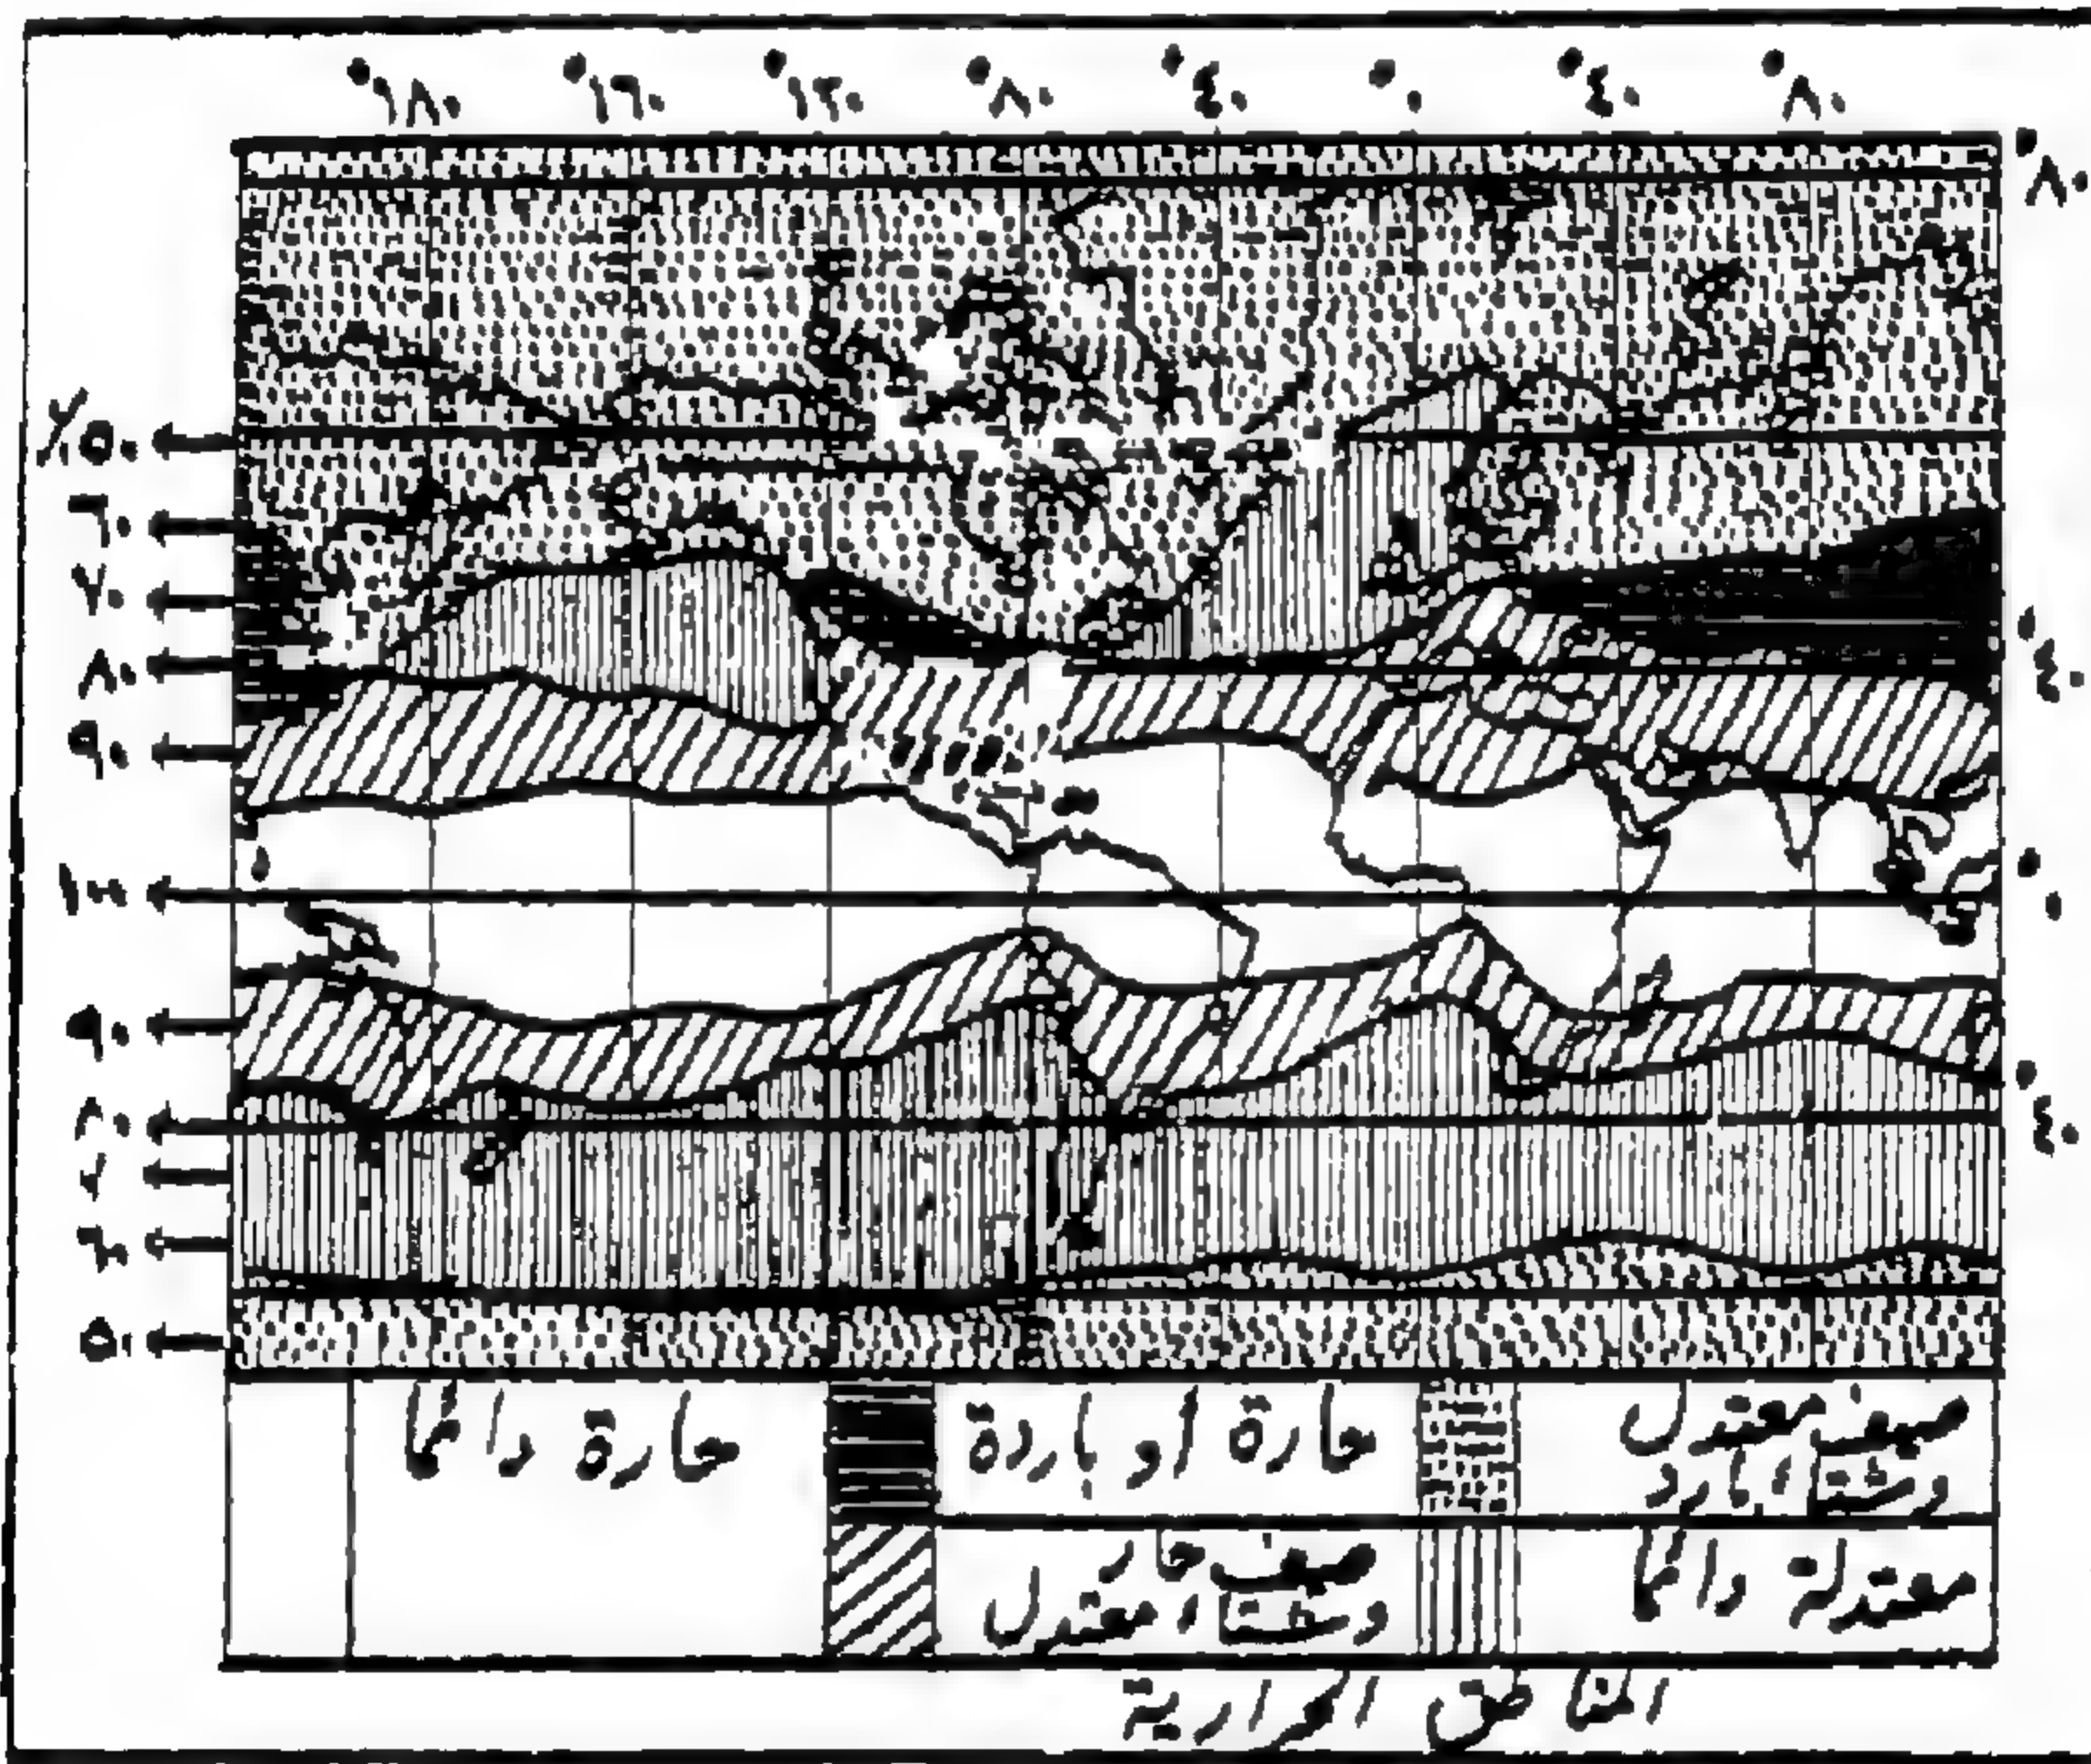 °١٨٠ °١٦٠ °١٢٠ °٨٠ °٤٠ °٠ °٤٠ °٨٠
°٨٠
٪٥٠
٦٠
٧٠
٨٠
°٤٠
٩٠
°٠
١٠٠
٩٠
°٤٠
٨٠
٧
٦٠
٥٠
صيف معتدل
وشتاء بارد
حارة او باردة
حارة دائما
معتدلة دائما
صيف حار
وشتاء معتدل
المناطق الحرارية